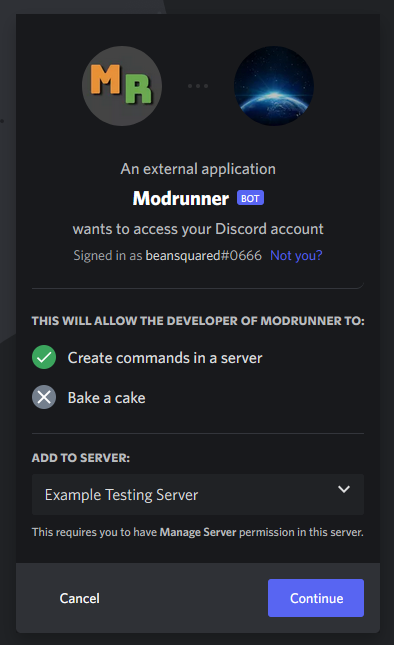 MR
An external application
Modrunner BOT
wants to access your Discord account
Signed in as beansquared#0666 Not you?
THIS WILL ALLOW THE DEVELOPER OF MODRUNNER TO:
Create commands in a server
Bake a cake
ADD TO SERVER:
Example Testing Server
This requires you to have Manage Server permission in this server.
Cancel Continue